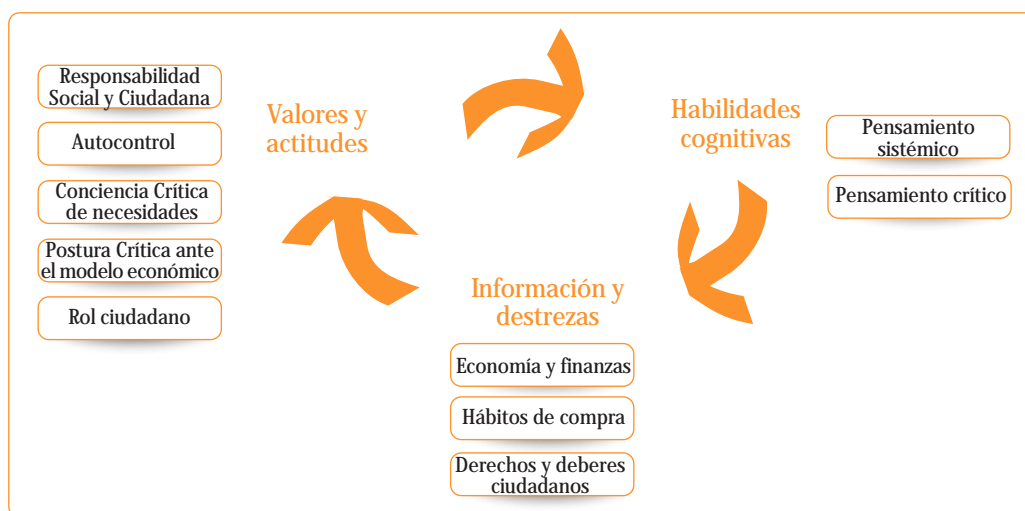 Valores y
actitudes
Responsabilidad
Social y Ciudadana
Autocontrol
Conciencia Crítica
de necesidades
Postura Crítica ante
el modelo económico
Rol ciudadano
Habilidades
cognitivas
Pensamiento
sistémico
Pensamiento crítico
Información y
destrezas
Economía y finanzas
Hábitos de compra
Derechos y deberes
ciudadanos